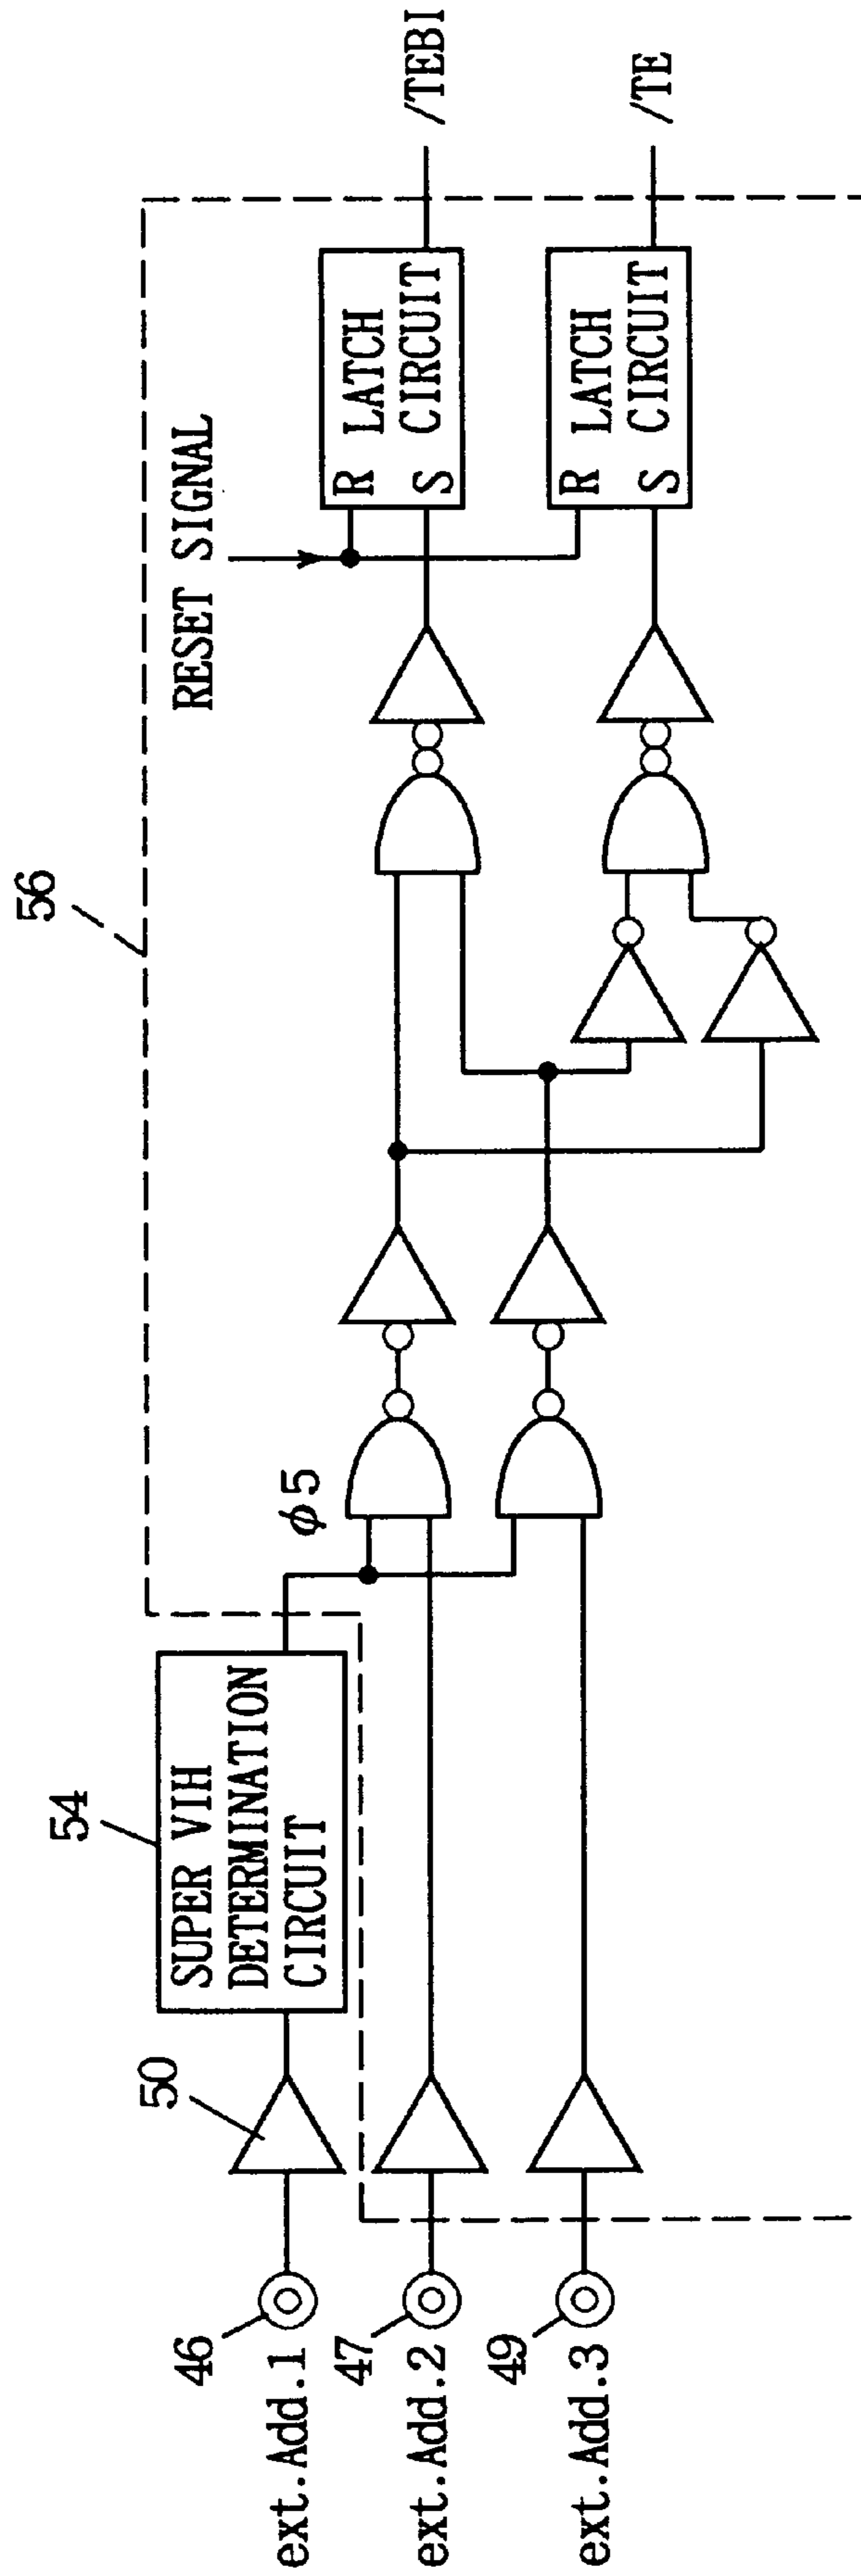 56
RESET SIGNAL
R LATCH
S CIRCUIT
/TEBI
R LATCH
S CIRCUIT
/TE
φ5
54
SUPER VIH
DETERMINATION
CIRCUIT
50
46
ext.Add.1
47
ext.Add.2
49
ext.Add.3